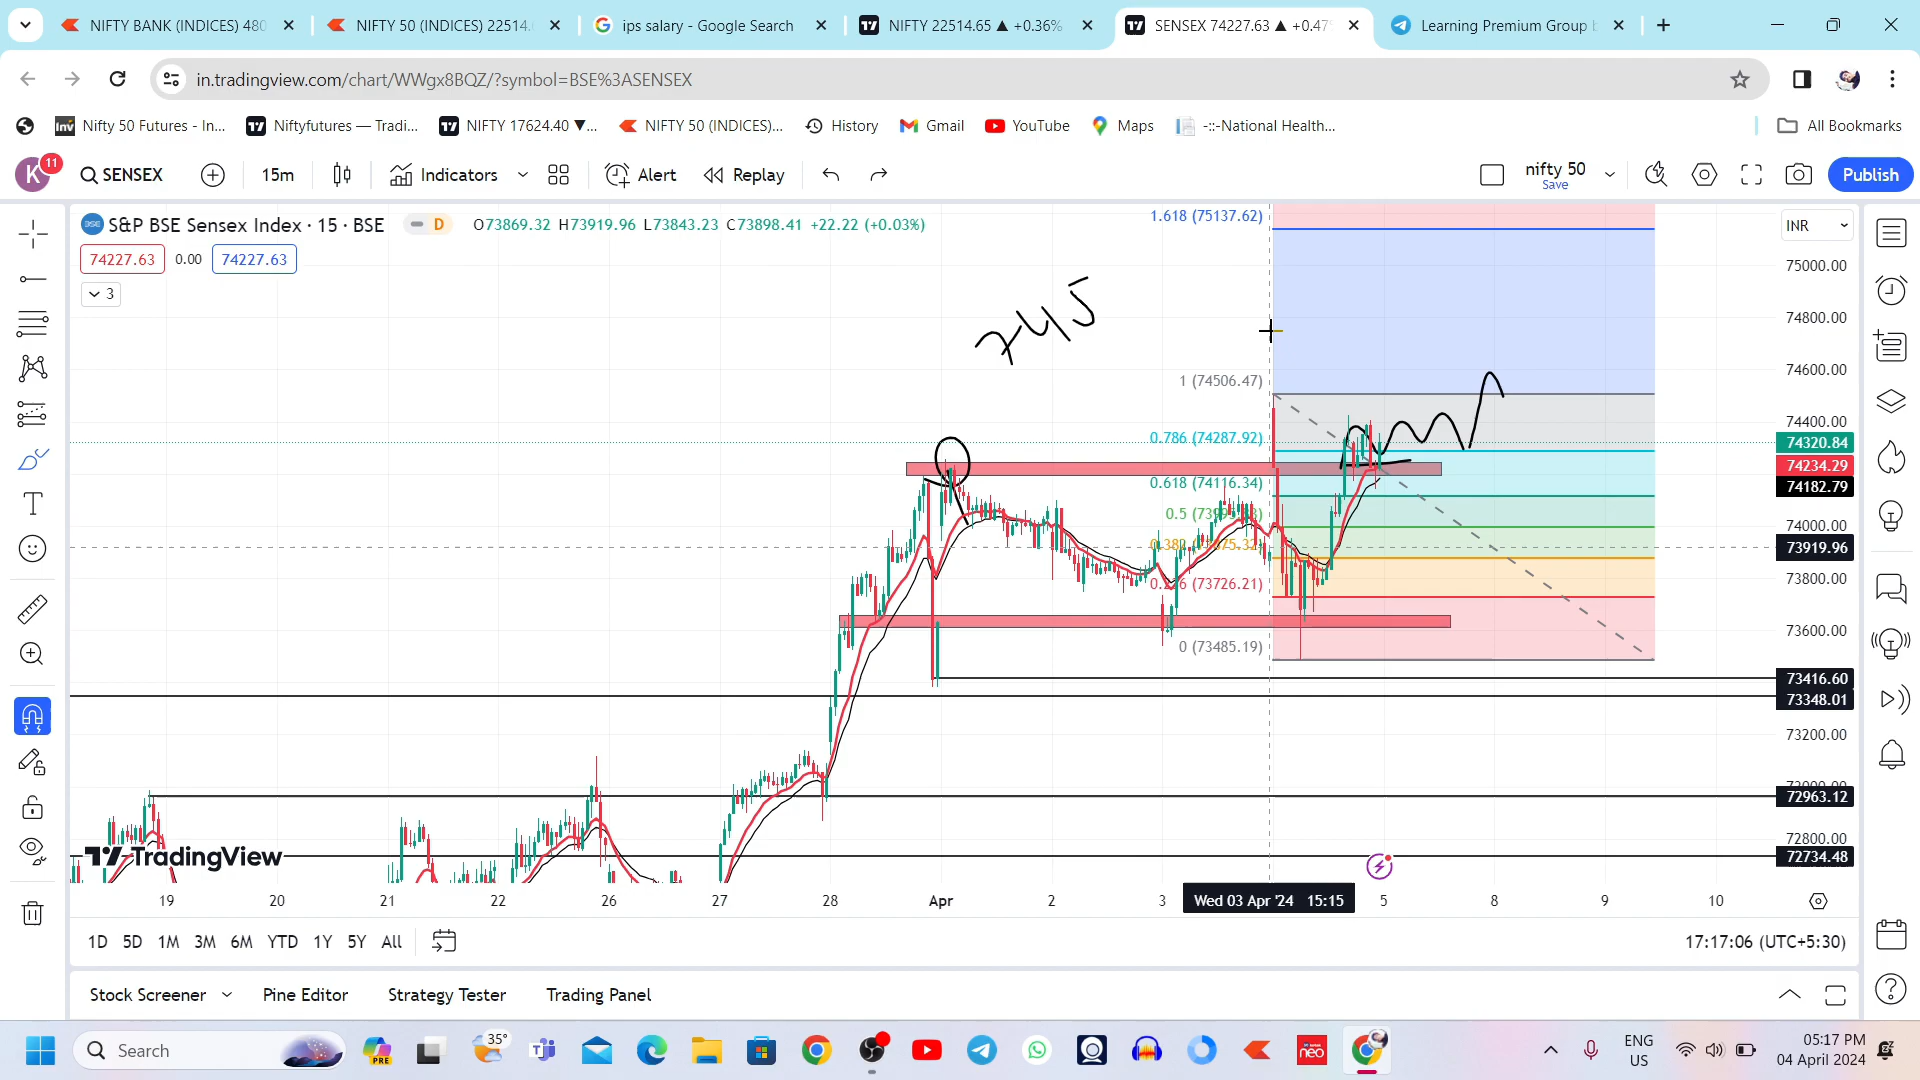 NIFTY BANK (INDICES) 480
NIFTY 50 (INDICES) 22514.
ips salary - Google Search
NIFTY 22514.65 ▲ +0.36%
SENSEX 74227.63 ▲ +0.47%
Learning Premium Group b
in.tradingview.com/chart/WWgx8BQZ/?symbol=BSE%3ASENSEX
Inv Nifty 50 Futures - In...
Niftyfutures — Tradi...
NIFTY 17624.40 ▼...
NIFTY 50 (INDICES)...
History
Gmail
YouTube
Maps
-::-National Health...
All Bookmarks
K 11
SENSEX
15m
Indicators
Alert
Replay
nifty 50
Save
Publish
S&P BSE Sensex Index · 15 · BSE
D
O73869.32 H73919.96 L73843.23 C73898.41 +22.22 (+0.03%)
INR
74227.63 0.00 74227.63
3
7415
1.618 (75137.62)
1 (74506.47)
0.786 (74287.92)
0.618 (74116.34)
0 (73485.19)
75000.00
74800.00
74600.00
74400.00
74320.84
74234.29
74182.79
74000.00
73919.96
73800.00
73600.00
73416.60
73348.01
73200.00
72963.12
72800.00
72734.48
TradingView
19 20 21 22 26 27 28 Apr 2 3 Wed 03 Apr '24 15:15 5 8 9 10
1D 5D 1M 3M 6M YTD 1Y 5Y All
17:17:06 (UTC+5:30)
Stock Screener
Pine Editor
Strategy Tester
Trading Panel
Search
PRE
35°
neo
ENG
US
05:17 PM
04 April 2024